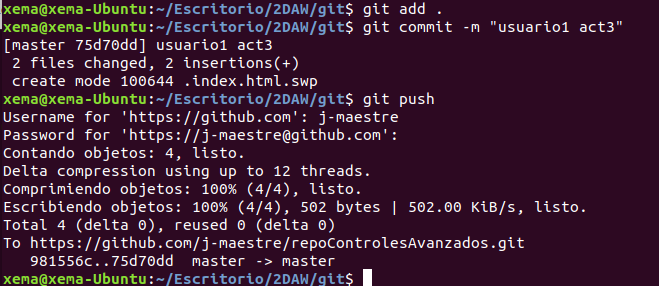 xema@xema-Ubuntu:~/Escritorio/2DAW/git$ git add .
xema@xema-Ubuntu:~/Escritorio/2DAW/git$ git commit -m "usuario1 act3"
[master 75d70dd] usuario1 act3
 2 files changed, 2 insertions(+)
 create mode 100644 .index.html.swp
xema@xema-Ubuntu:~/Escritorio/2DAW/git$ git push
Username for 'https://github.com': j-maestre
Password for 'https://j-maestre@github.com':
Contando objetos: 4, listo.
Delta compression using up to 12 threads.
Comprimiendo objetos: 100% (4/4), listo.
Escribiendo objetos: 100% (4/4), 502 bytes | 502.00 KiB/s, listo.
Total 4 (delta 0), reused 0 (delta 0)
To https://github.com/j-maestre/repoControlesAvanzados.git
   981556c..75d70dd  master -> master
xema@xema-Ubuntu:~/Escritorio/2DAW/git$